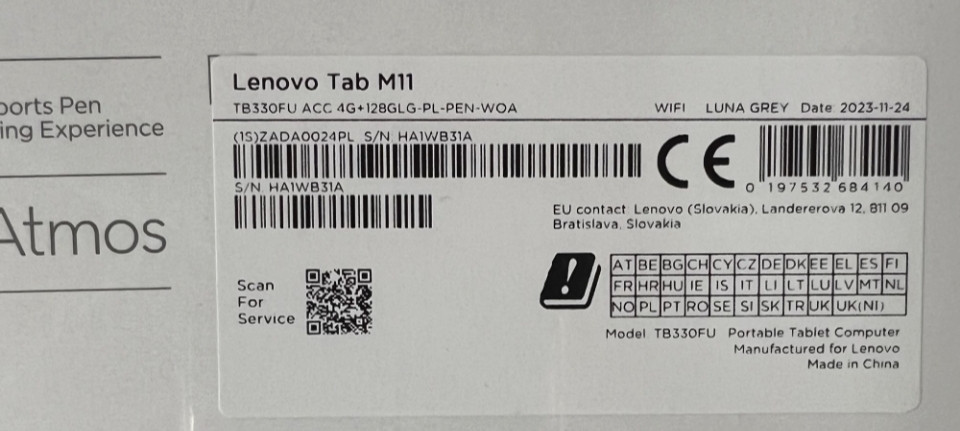 ports Pen
ing Experience
Atmos
Lenovo Tab M11
TB330FU ACC 4G+128GLG-PL-PEN-WOA WIFI LUNA GREY Date 2023-11-24
(1S)ZADA0024PL S/N HA1WB31A
S/N HA1WB31A
CE
0 197532 684140
EU contact Lenovo (Slovakia), Landererova 12, 811 09
Bratislava, Slovakia
Scan
For
Service
!
AT BE BG CH CY CZ DE DK EE EL ES FI
FR HR HU IE IS IT LI LT LU LV MT NL
NO PL PT RO SE SI SK TR UK UK(NI)
Model TB330FU Portable Tablet Computer
Manufactured for Lenovo
Made in China